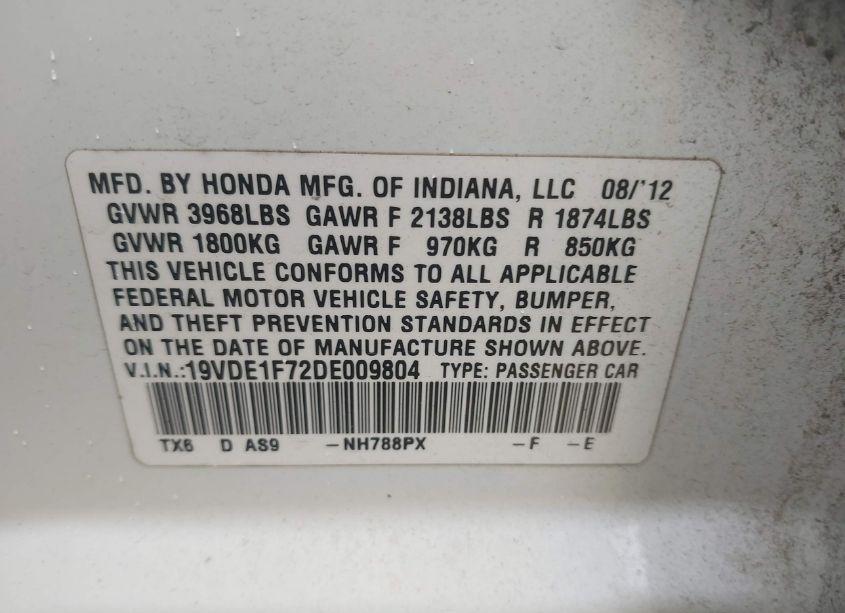 MFD. BY HONDA MFG. OF INDIANA, LLC 08/'12
GVWR 3968LBS GAWR F 2138LBS R 1874LBS
GVWR 1800KG GAWR F 970KG R 850KG
THIS VEHICLE CONFORMS TO ALL APPLICABLE
FEDERAL MOTOR VEHICLE SAFETY, BUMPER,
AND THEFT PREVENTION STANDARDS IN EFFECT
ON THE DATE OF MANUFACTURE SHOWN ABOVE.
V.I.N.:19VDE1F72DE009804 TYPE: PASSENGER CAR
TX6 D AS9 -NH788PX -F -E